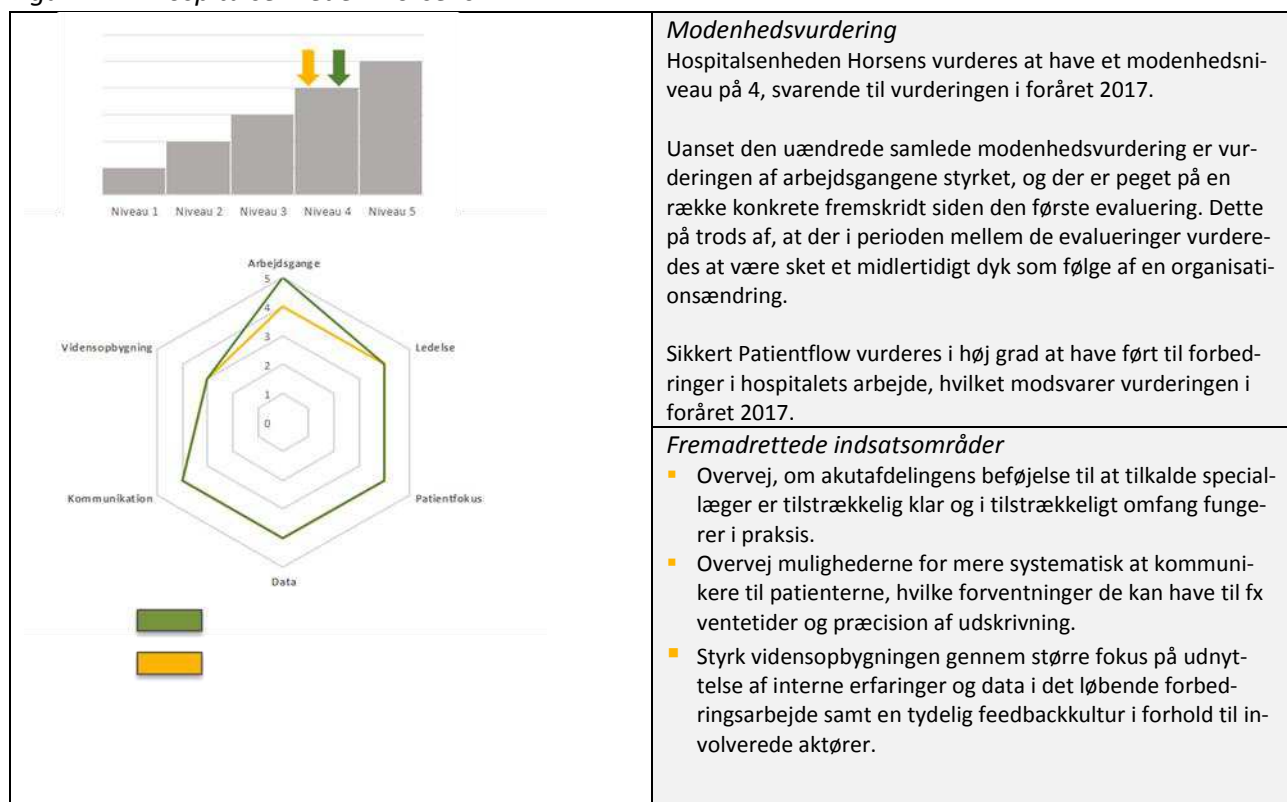 Niveau 1 Niveau 2 Niveau 3 Niveau 4 Niveau 5
Arbejdsgange
5
4
3
2
1
0
Vidensopbygning
Ledelse
Kommunikation
Patientfokus
Data
Modenhedsvurdering
Hospitalsenheden Horsens vurderes at have et modenhedsni-
veau på 4, svarende til vurderingen i foråret 2017.
Uanset den uændrede samlede modenhedsvurdering er vur-
deringen af arbejdsgangene styrket, og der er peget på en
række konkrete fremskridt siden den første evaluering. Dette
på trods af, at der i perioden mellem de evalueringer vurdere-
des at være sket et midlertidigt dyk som følge af en organisati-
onsændring.
Sikkert Patientflow vurderes i høj grad at have ført til forbed-
ringer i hospitalets arbejde, hvilket modsvarer vurderingen i
foråret 2017.
Fremadrettede indsatsområder
▪ Overvej, om akutafdelingens beføjelse til at tilkalde special-
læger er tilstrækkelig klar og i tilstrækkeligt omfang funge-
rer i praksis.
▪ Overvej mulighederne for mere systematisk at kommuni-
kere til patienterne, hvilke forventninger de kan have til fx
ventetider og præcision af udskrivning.
▪ Styrk vidensopbygningen gennem større fokus på udnyt-
telse af interne erfaringer og data i det løbende forbed-
ringsarbejde samt en tydelig feedbackkultur i forhold til in-
volverede aktører.